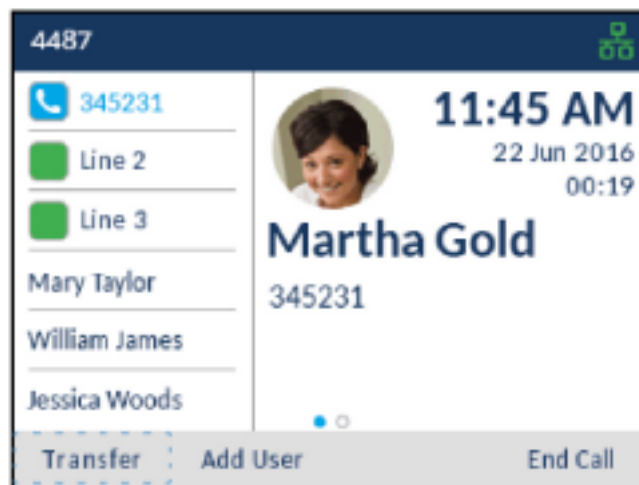 4487
345231
Line 2
Line 3
Mary Taylor
William James
Jessica Woods
11:45 AM
22 Jun 2016
00:19
Martha Gold
345231
Transfer Add User End Call